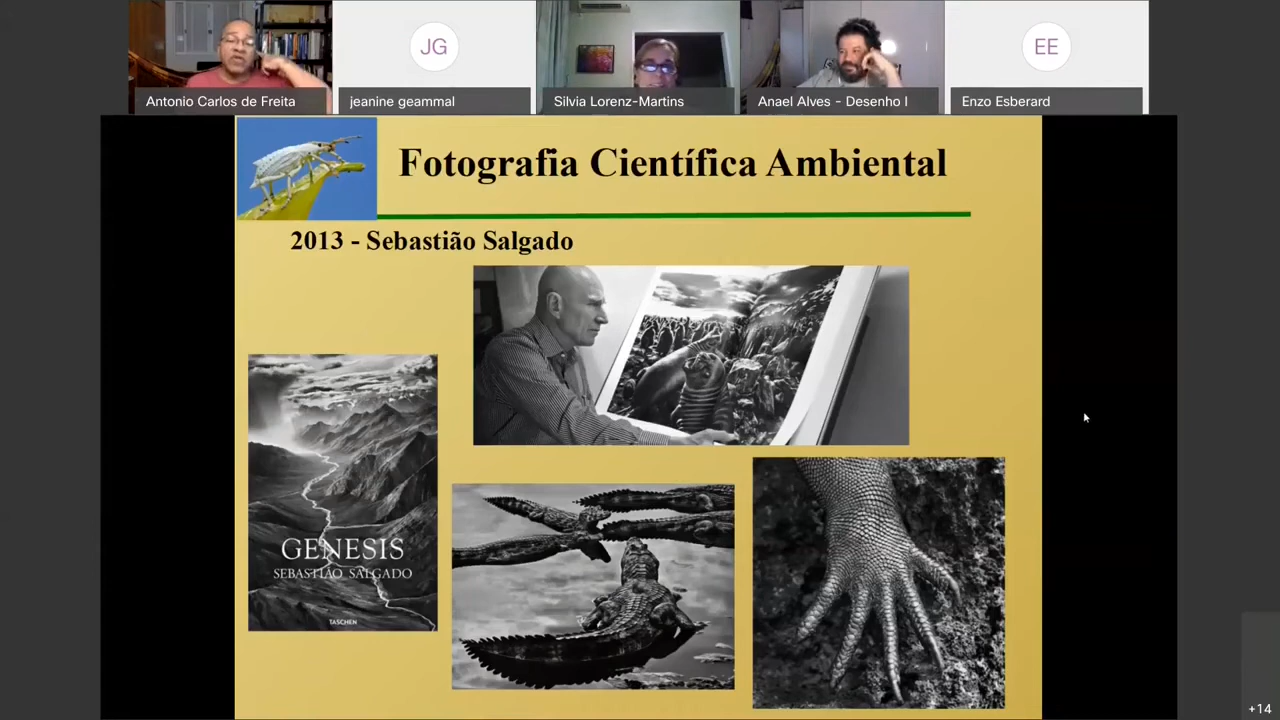 JG
EE
Antonio Carlos de Freita
jeanine geammal
Silvia Lorenz-Martins
Anael Alves - Desenho I
Enzo Esberard
Fotografia Científica Ambiental
2013 - Sebastião Salgado
GENESIS
SEBASTIÃO SALGADO
TASCHEN
+14